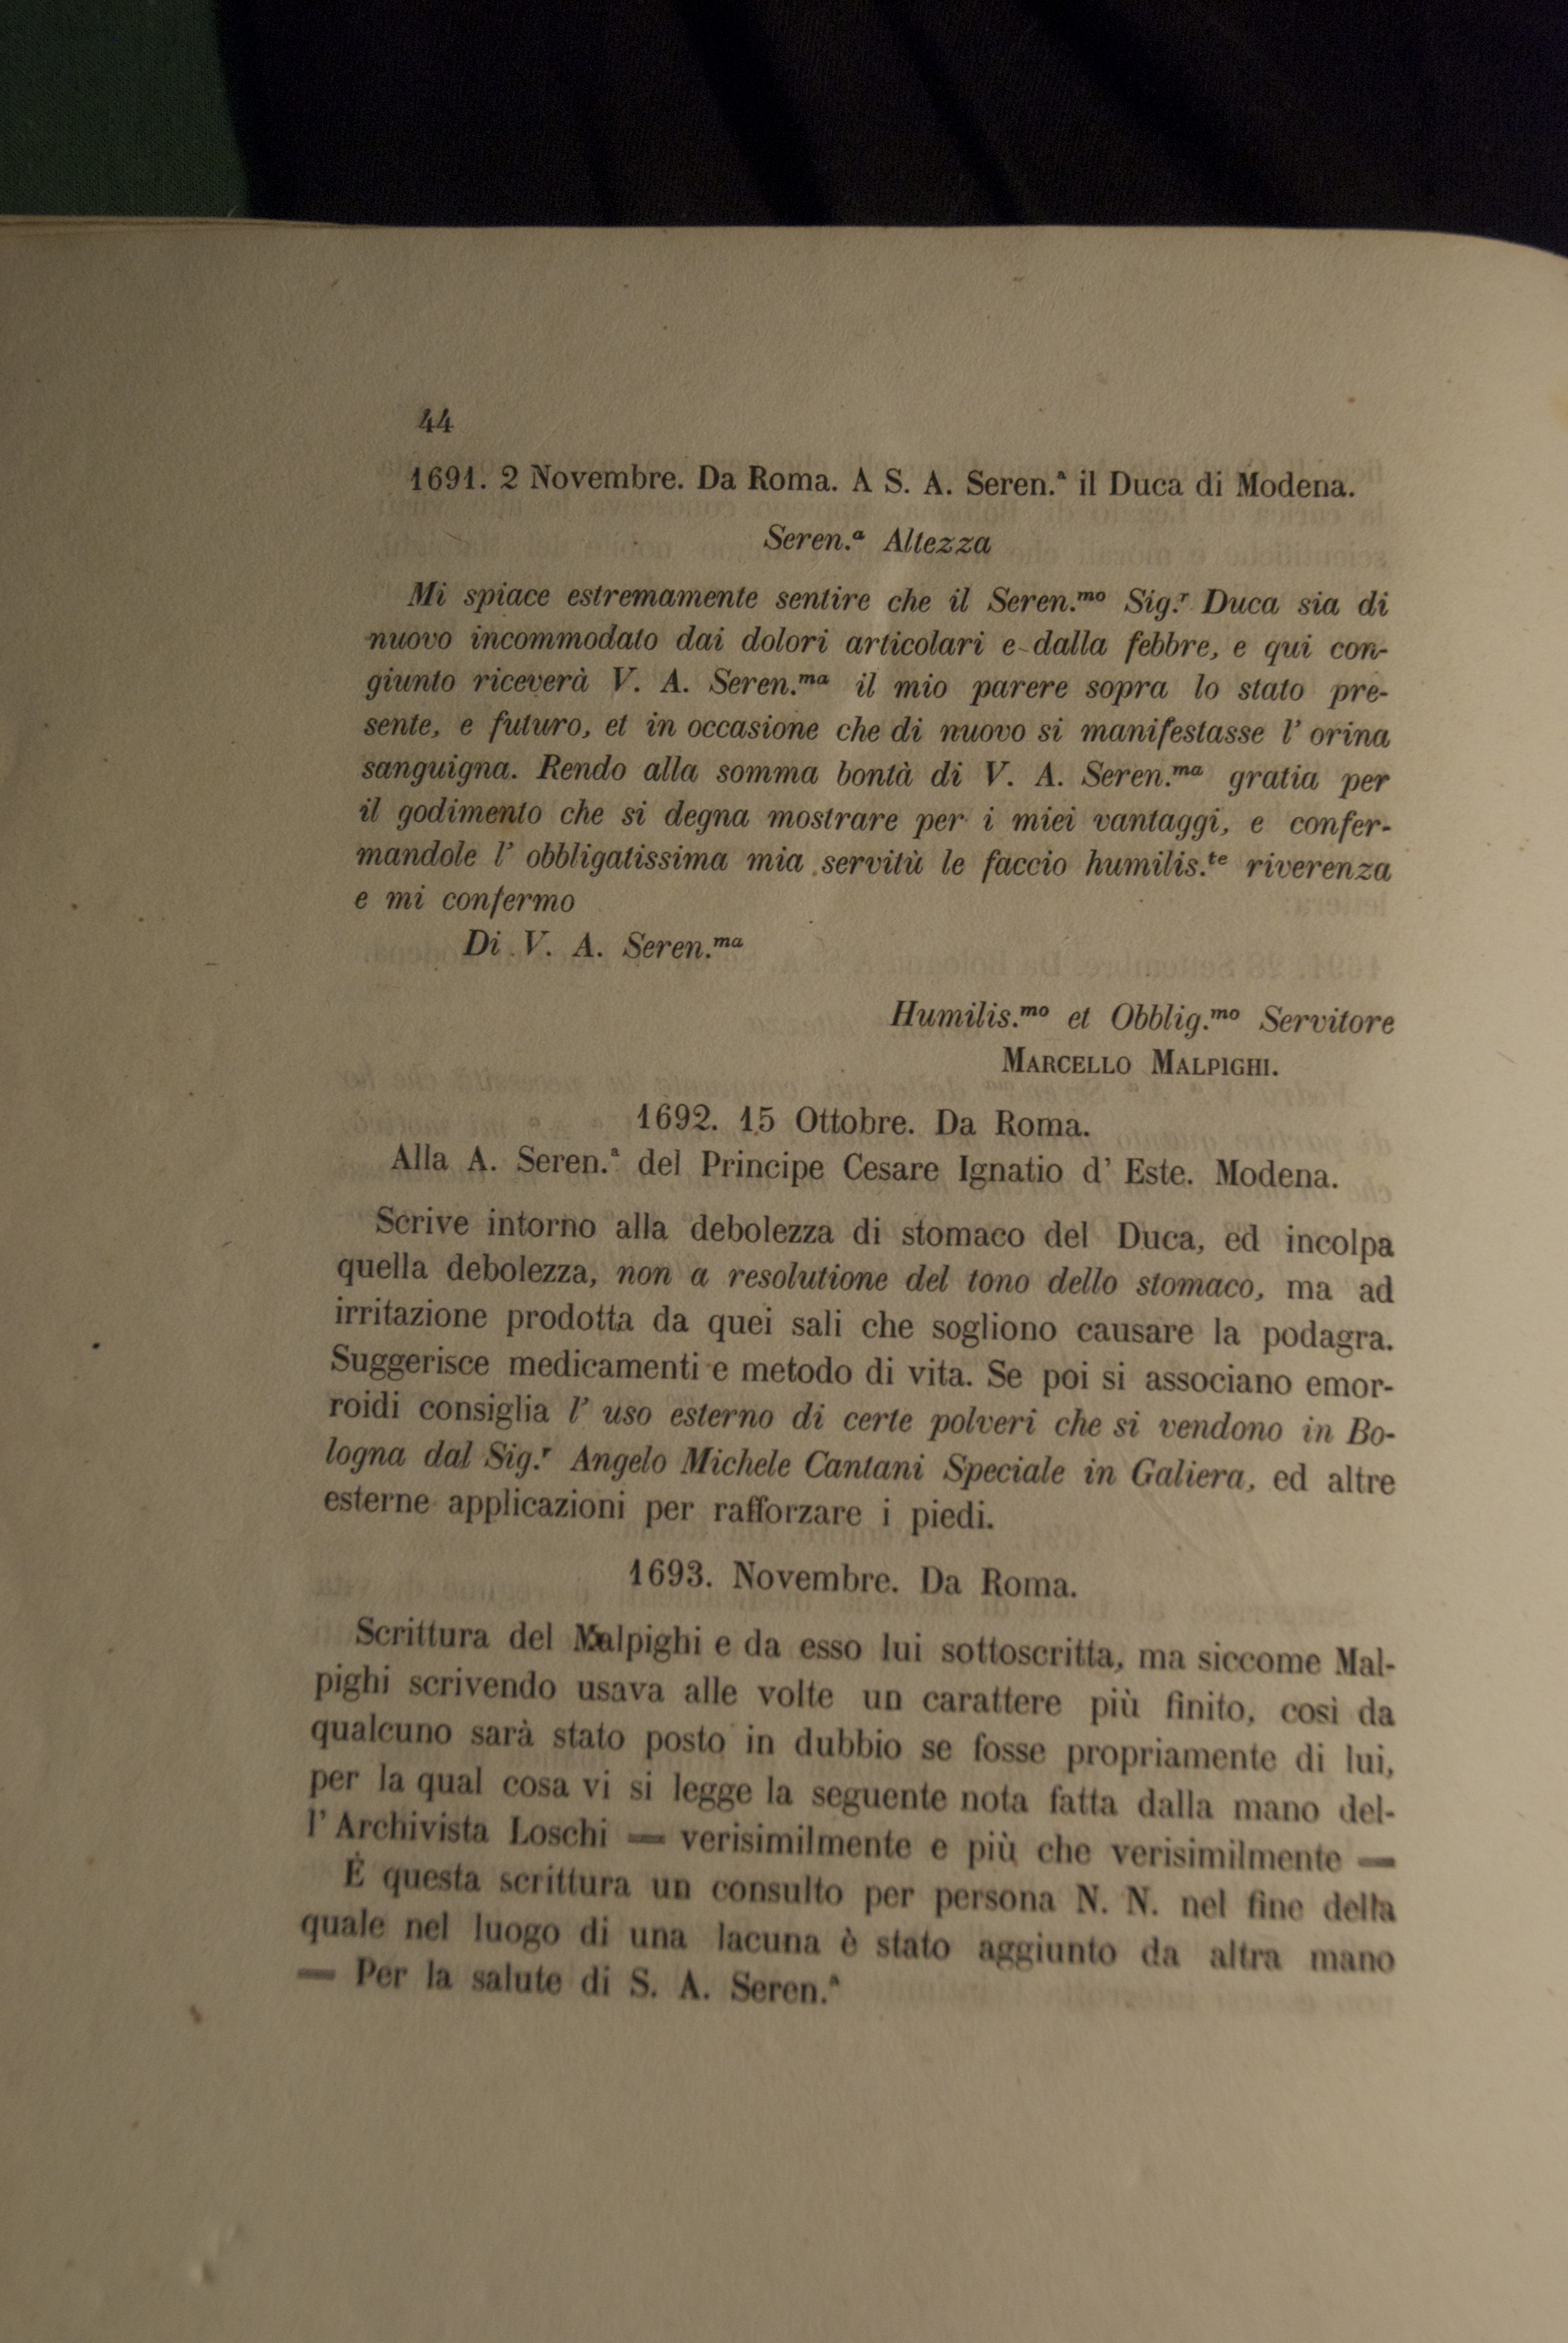 44
1691. 2 Novembre. Da Roma. A S. A. Seren.ª il Duca di Modena.
Seren.ª Altezza
Mi spiace estremamente sentire che il Seren.ᵐᵒ Sig.ʳ Duca sia di
nuovo incommodato dai dolori articolari e dalla febbre, e qui con-
giunto riceverà V. A. Seren.ᵐᵃ il mio parere sopra lo stato pre-
sente, e futuro, et in occasione che di nuovo si manifestasse l' orina
sanguigna. Rendo alla somma bontà di V. A. Seren.ᵐᵃ gratia per
il godimento che si degna mostrare per i miei vantaggi, e confer-
mandole l' obbligatissima mia servitù le faccio humilis.ᵗᵉ riverenza
e mi confermo
Di V. A. Seren.ᵐᵃ
Humilis.ᵐᵒ et Obblig.ᵐᵒ Servitore
MARCELLO MALPIGHI.
1692. 15 Ottobre. Da Roma.
Alla A. Seren.ª del Principe Cesare Ignatio d' Este. Modena.
Scrive intorno alla debolezza di stomaco del Duca, ed incolpa
quella debolezza, non a resolutione del tono dello stomaco, ma ad
irritazione prodotta da quei sali che sogliono causare la podagra.
Suggerisce medicamenti e metodo di vita. Se poi si associano emor-
roidi consiglia l' uso esterno di certe polveri che si vendono in Bo-
logna dal Sig.ʳ Angelo Michele Cantani Speciale in Galiera, ed altre
esterne applicazioni per rafforzare i piedi.
1693. Novembre. Da Roma.
Scrittura del Malpighi e da esso lui sottoscritta, ma siccome Mal-
pighi scrivendo usava alle volte un carattere più finito, così da
qualcuno sarà stato posto in dubbio se fosse propriamente di lui,
per la qual cosa vi si legge la seguente nota fatta dalla mano del-
l' Archivista Loschi — verisimilmente e più che verisimilmente —
È questa scrittura un consulto per persona N. N. nel fine della
quale nel luogo di una lacuna è stato aggiunto da altra mano
— Per la salute di S. A. Seren.ª